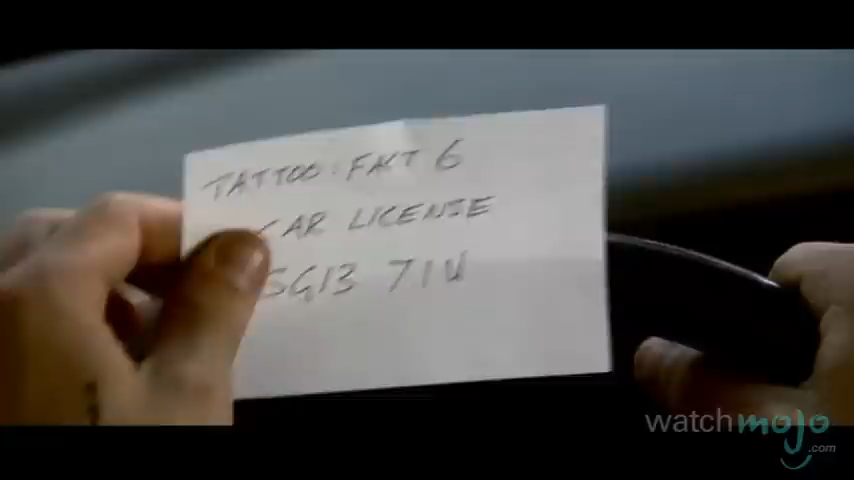 TATTOO: FACT 6
CAR LICENSE
SG13 7IU
watchmojo
.com